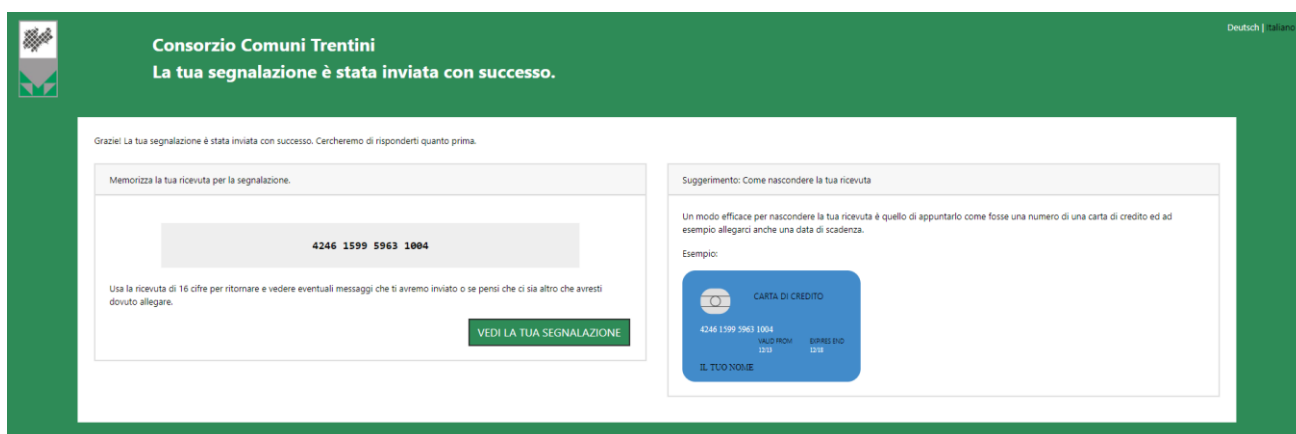 Deutsch | Italiano
Consorzio Comuni Trentini
La tua segnalazione è stata inviata con successo.
Grazie! La tua segnalazione è stata inviata con successo. Cercheremo di risponderti quanto prima.
Memorizza la tua ricevuta per la segnalazione.
4246 1599 5963 1004
Usa la ricevuta di 16 cifre per ritornare e vedere eventuali messaggi che ti avremo inviato o se pensi che ci sia altro che avresti
dovuto allegare.
VEDI LA TUA SEGNALAZIONE
Suggerimento: Come nascondere la tua ricevuta
Un modo efficace per nascondere la tua ricevuta è quello di appuntarlo come fosse una numero di una carta di credito ed ad
esempio allegarci anche una data di scadenza.
Esempio:
CARTA DI CREDITO
4246 1599 5963 1004
VALID FROM EXPIRES END
12/13 12/18
IL TUO NOME